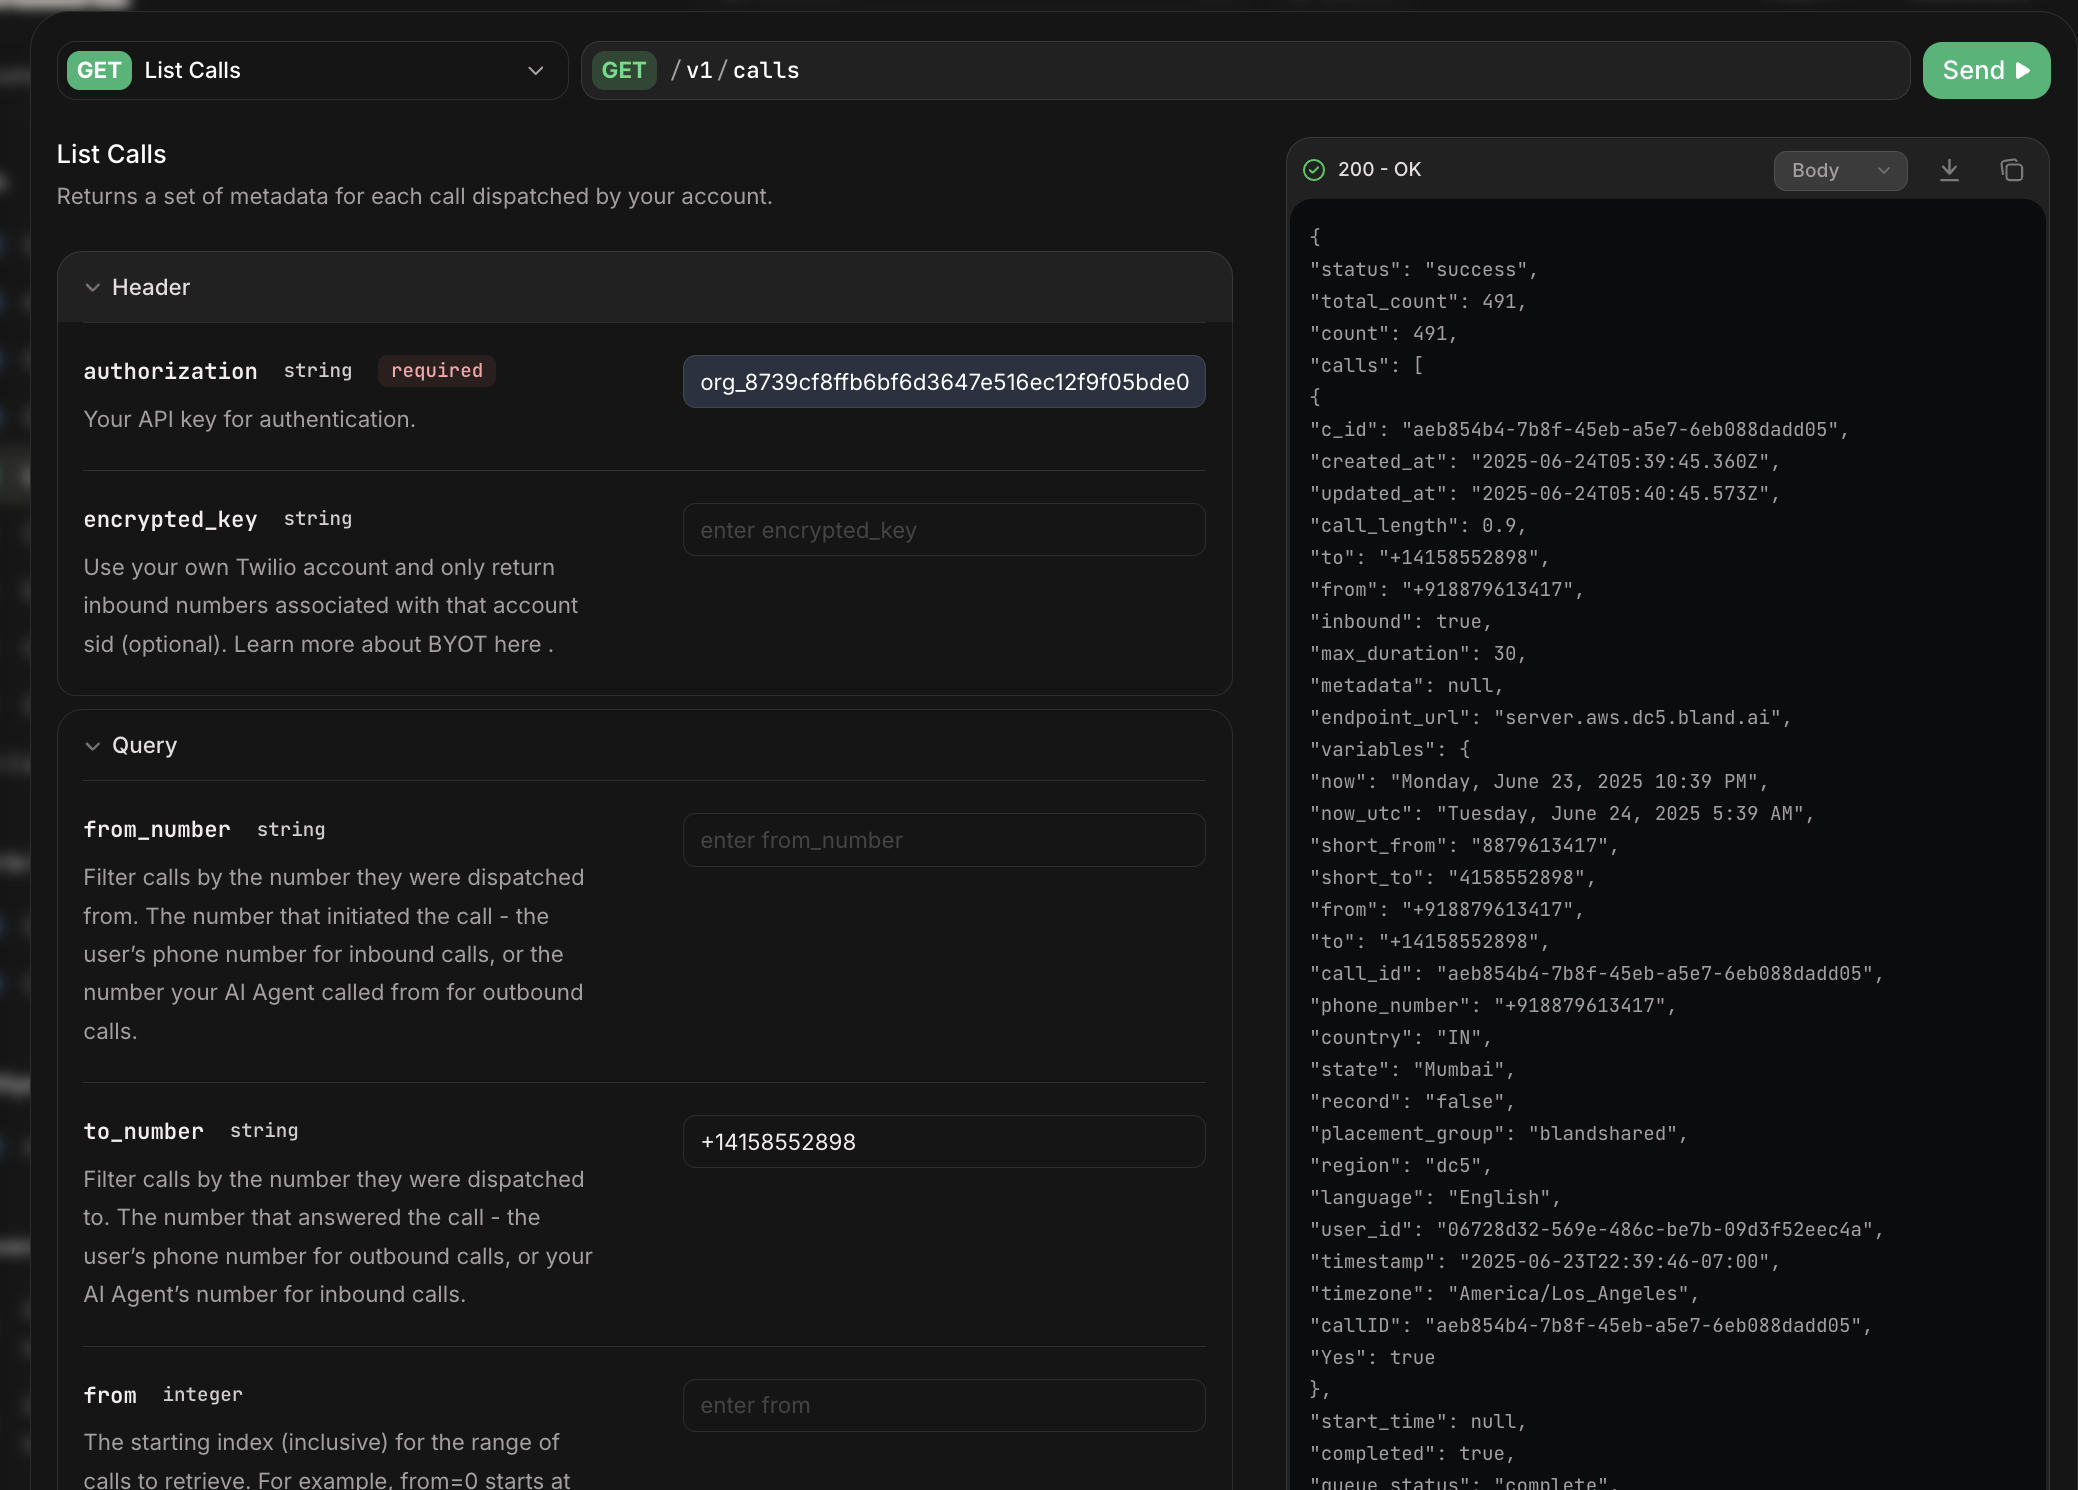 GET List Calls
GET /v1/calls
Send
List Calls
Returns a set of metadata for each call dispatched by your account.
Header
authorization string required
org_8739cf8ffb6bf6d3647e516ec12f9f05bde0
Your API key for authentication.
encrypted_key string
enter encrypted_key
Use your own Twilio account and only return
inbound numbers associated with that account
sid (optional). Learn more about BYOT here .
Query
from_number string
enter from_number
Filter calls by the number they were dispatched
from. The number that initiated the call - the
user’s phone number for inbound calls, or the
number your AI Agent called from for outbound
calls.
to_number string
+14158552898
Filter calls by the number they were dispatched
to. The number that answered the call - the
user’s phone number for outbound calls, or your
AI Agent’s number for inbound calls.
from integer
enter from
The starting index (inclusive) for the range of
calls to retrieve. For example, from=0 starts at
200 - OK
Body
{
"status": "success",
"total_count": 491,
"count": 491,
"calls": [
{
"c_id": "aeb854b4-7b8f-45eb-a5e7-6eb088dadd05",
"created_at": "2025-06-24T05:39:45.360Z",
"updated_at": "2025-06-24T05:40:45.573Z",
"call_length": 0.9,
"to": "+14158552898",
"from": "+918879613417",
"inbound": true,
"max_duration": 30,
"metadata": null,
"endpoint_url": "server.aws.dc5.bland.ai",
"variables": {
"now": "Monday, June 23, 2025 10:39 PM",
"now_utc": "Tuesday, June 24, 2025 5:39 AM",
"short_from": "8879613417",
"short_to": "4158552898",
"from": "+918879613417",
"to": "+14158552898",
"call_id": "aeb854b4-7b8f-45eb-a5e7-6eb088dadd05",
"phone_number": "+918879613417",
"country": "IN",
"state": "Mumbai",
"record": "false",
"placement_group": "blandshared",
"region": "dc5",
"language": "English",
"user_id": "06728d32-569e-486c-be7b-09d3f52eec4a",
"timestamp": "2025-06-23T22:39:46-07:00",
"timezone": "America/Los_Angeles",
"callID": "aeb854b4-7b8f-45eb-a5e7-6eb088dadd05",
"Yes": true
},
"start_time": null,
"completed": true,
"queue_status": "complete",